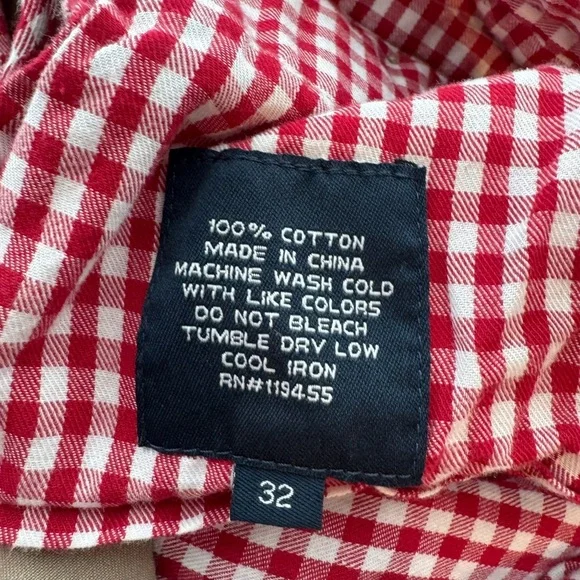 100% COTTON
MADE IN CHINA
MACHINE WASH COLD
WITH LIKE COLORS
DO NOT BLEACH
TUMBLE DRY LOW
COOL IRON
RN#119455
32